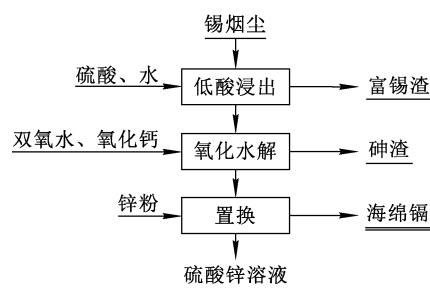 锡烟尘
硫酸、水
低酸浸出
富锡渣
双氧水、氧化钙
氧化水解
砷渣
锌粉
置换
海绵镉
硫酸锌溶液